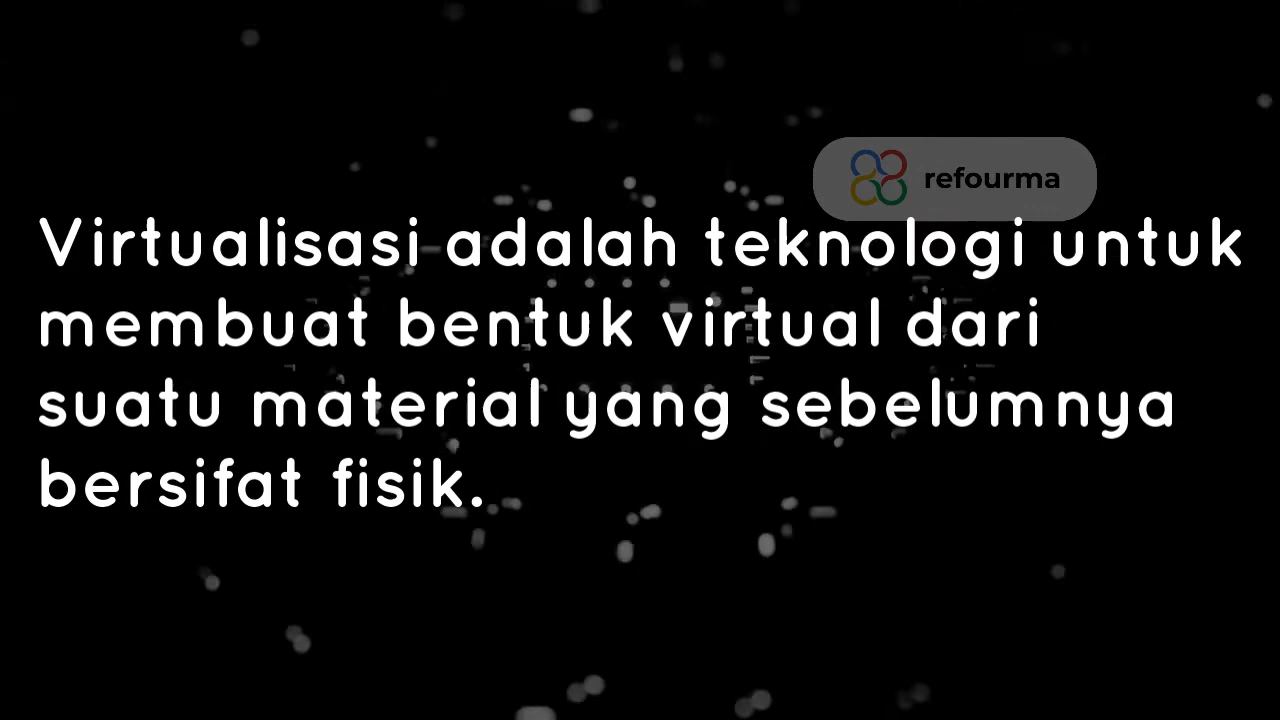 refourma
Virtualisasi adalah teknologi untuk
membuat bentuk virtual dari
suatu material yang sebelumnya
bersifat fisik.